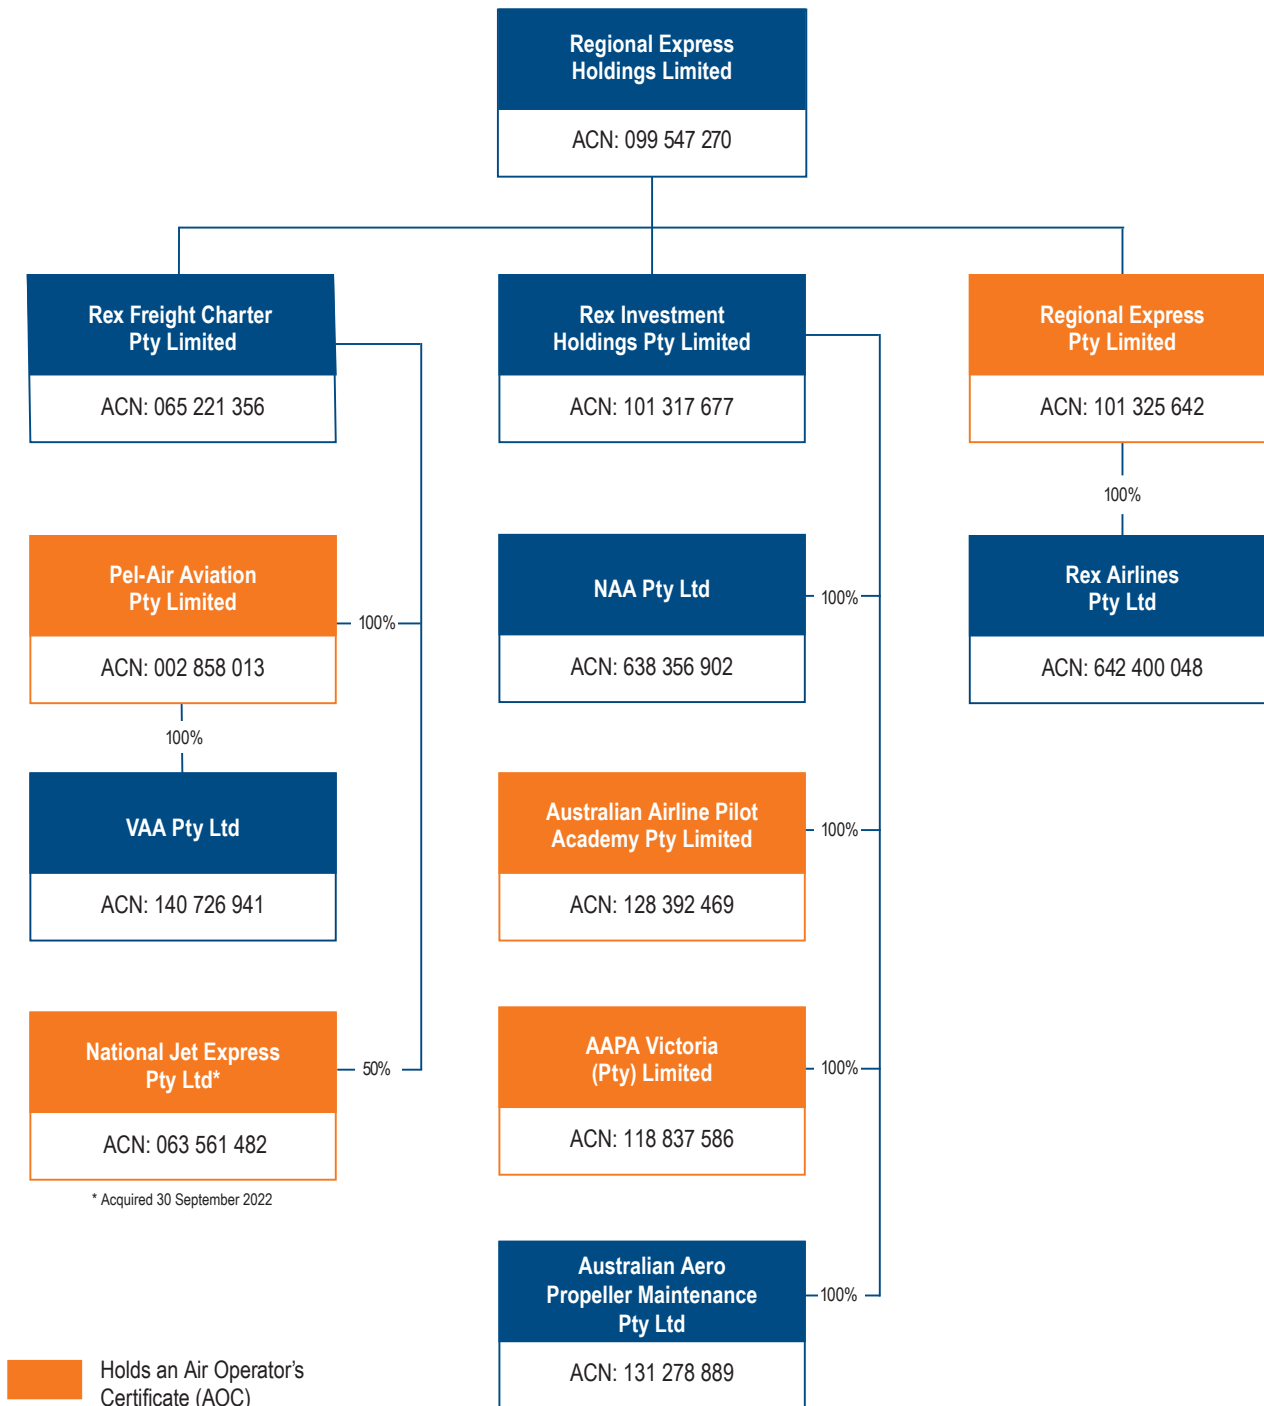 Regional Express
Holdings Limited
ACN: 099 547 270
Rex Freight Charter
Pty Limited
ACN: 065 221 356
Rex Investment
Holdings Pty Limited
ACN: 101 317 677
Regional Express
Pty Limited
ACN: 101 325 642
100%
Pel-Air Aviation
Pty Limited
100%
ACN: 002 858 013
NAA Pty Ltd
100%
ACN: 638 356 902
Rex Airlines
Pty Ltd
ACN: 642 400 048
100%
VAA Pty Ltd
ACN: 140 726 941
Australian Airline Pilot
Academy Pty Limited
100%
ACN: 128 392 469
National Jet Express
Pty Ltd*
50%
ACN: 063 561 482
* Acquired 30 September 2022
AAPA Victoria
(Pty) Limited
100%
ACN: 118 837 586
Australian Aero
Propeller Maintenance
Pty Ltd
100%
ACN: 131 278 889
Holds an Air Operator's
Certificate (AOC)